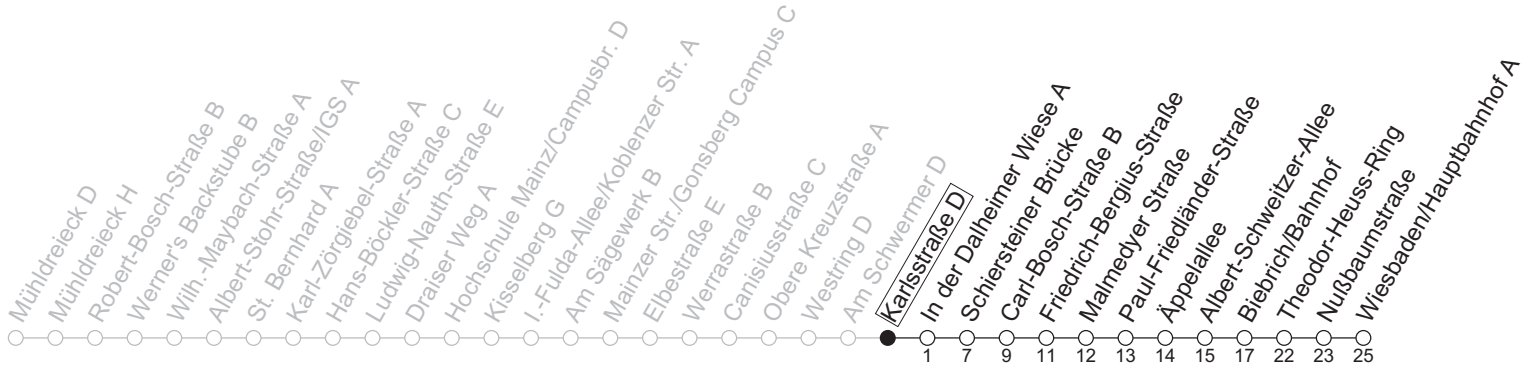 Mühldreieck D
Mühldreieck H
Robert-Bosch-Straße B
Werner's Backstube B
Wilh.-Maybach-Straße A
Albert-Stohr-Straße/IGS A
St. Bernhard A
Karl-Zörgiebel-Straße A
Hans-Böckler-Straße C
Ludwig-Nauth-Straße E
Draiser Weg A
Hochschule Mainz/Campusbr. D
Kisselberg G
I.-Fulda-Allee/Koblenzer Str. A
Am Sägewerk B
Mainzer Str./Gonsberg Campus C
Elbestraße E
Werrastraße B
Canisiusstraße C
Obere Kreuzstraße A
Westring D
Am Schwermer D
Karlsstraße D
In der Dalheimer Wiese A
Schiersteiner Brücke
Carl-Bosch-Straße B
Friedrich-Bergius-Straße
Malmedyer Straße
Paul-Friedländer-Straße
Äppelallee
Albert-Schweitzer-Allee
Biebrich/Bahnhof
Theodor-Heuss-Ring
Nußbaumstraße
Wiesbaden/Hauptbahnhof A
1 7 9 11 12 13 14 15 17 22 23 25